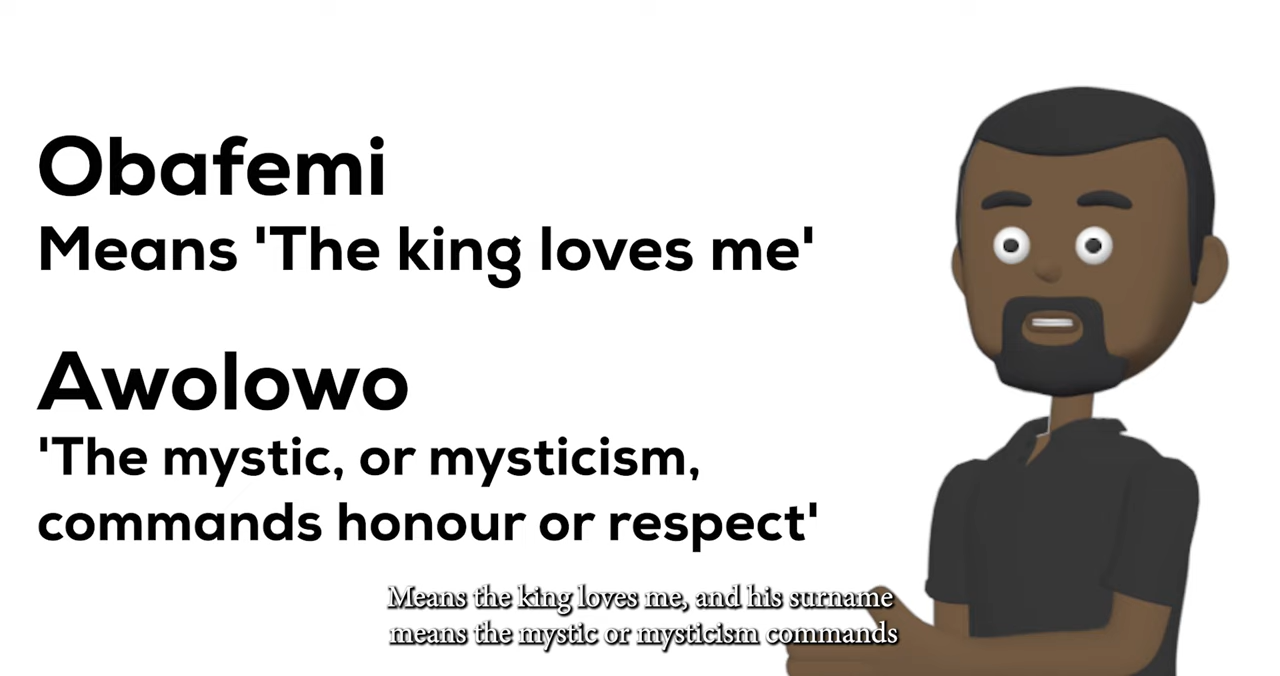 Obafemi
Means 'The king loves me'
Awolowo
'The mystic, or mysticism,
commands honour or respect'
Means the king loves me, and his surname
means the mystic or mysticism commands